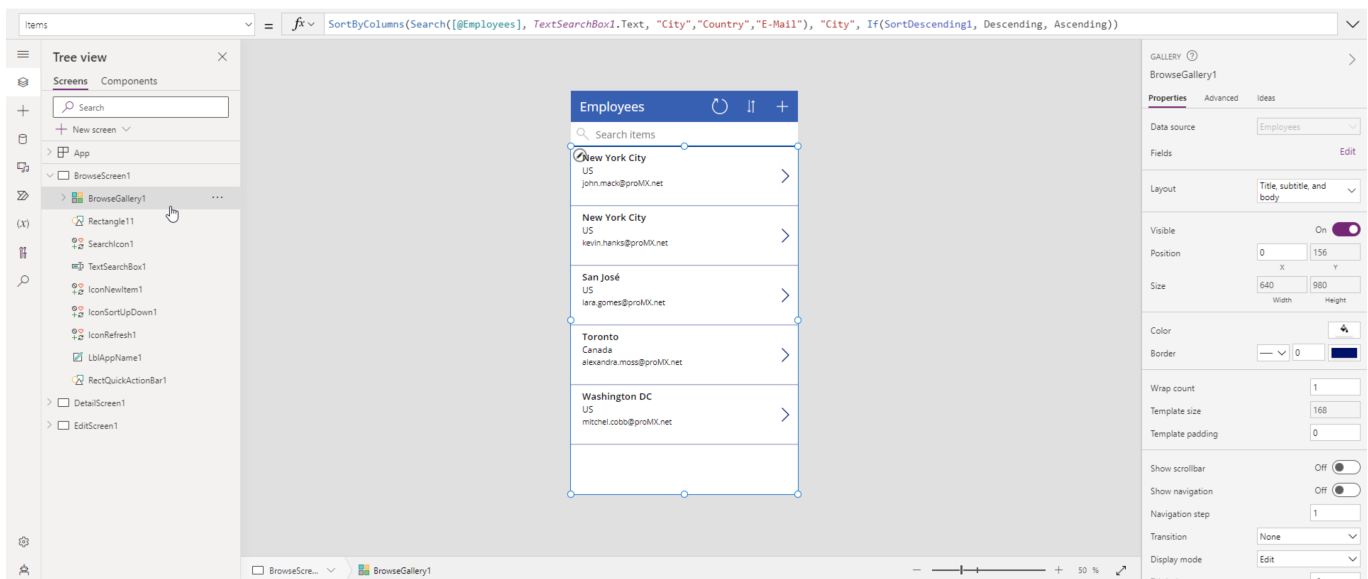 Items
= fx SortByColumns(Search([@Employees], TextSearchBox1.Text, "City","Country","E-Mail"), "City", If(SortDescending1, Descending, Ascending))
Tree view
Screens Components
Search
New screen
App
BrowseScreen1
BrowseGallery1 ...
Rectangle11
SearchIcon1
TextSearchBox1
IconNewItem1
IconSortUpDown1
IconRefresh1
LblAppName1
RectQuickActionBar1
DetailScreen1
EditScreen1
(x)
Employees
Search items
New York City
US
john.mack@proMX.net
New York City
US
kevin.hanks@proMX.net
San José
US
lara.gomes@proMX.net
Toronto
Canada
alexandra.moss@proMX.net
Washington DC
US
mitchel.cobb@proMX.net
BrowseScre... BrowseGallery1
50 %
GALLERY ?
BrowseGallery1
Properties Advanced Ideas
Data source Employees
Fields Edit
Layout Title, subtitle, and
body
Visible On
Position 0 156
X Y
Size 640 980
Width Height
Color
Border 0
Wrap count 1
Template size 168
Template padding 0
Show scrollbar Off
Show navigation Off
Navigation step 1
Transition None
Display mode Edit